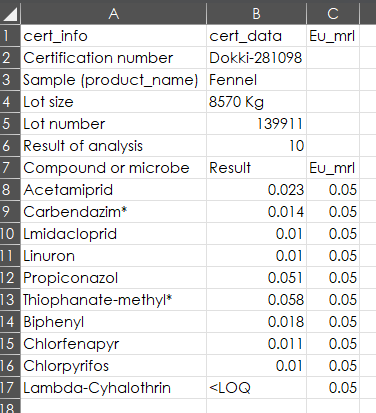 A B C
1 cert_info cert_data Eu_mrl
2 Certification number Dokki-281098
3 Sample (product_name) Fennel
4 Lot size 8570 Kg
5 Lot number 139911
6 Result of analysis 10
7 Compound or microbe Result Eu_mrl
8 Acetamiprid 0.023 0.05
9 Carbendazim* 0.014 0.05
10 Lmidacloprid 0.01 0.05
11 Linuron 0.01 0.05
12 Propiconazol 0.051 0.05
13 Thiophanate-methyl* 0.058 0.05
14 Biphenyl 0.018 0.05
15 Chlorfenapyr 0.011 0.05
16 Chlorpyrifos 0.01 0.05
17 Lambda-Cyhalothrin <LOQ 0.05
18